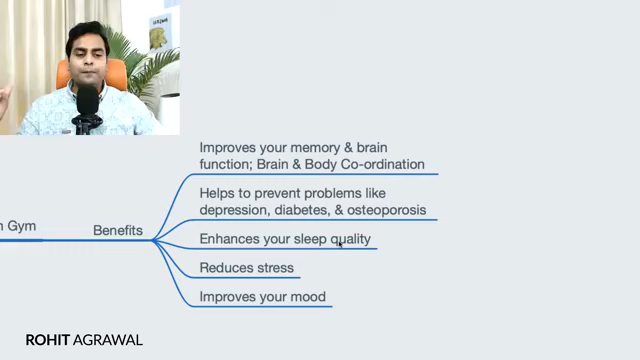 Improves your memory & brain
function; Brain & Body Co-ordination
Helps to prevent problems like
depression, diabetes, & osteoporosis
n Gym
Benefits
Enhances your sleep quality
Reduces stress
Improves your mood
ROHIT AGRAWAL